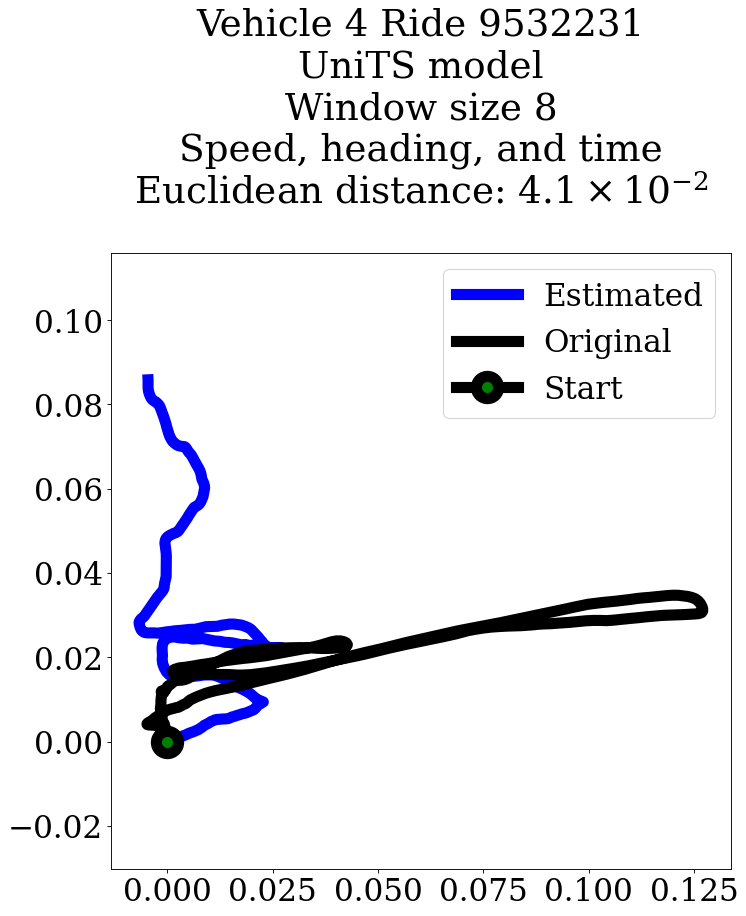 Vehicle 4 Ride 9532231
UniTS model
Window size 8
Speed, heading, and time
Euclidean distance: 4.1 × 10⁻²
Estimated
Original
Start
0.10
0.08
0.06
0.04
0.02
0.00
−0.02
0.000 0.025 0.050 0.075 0.100 0.125